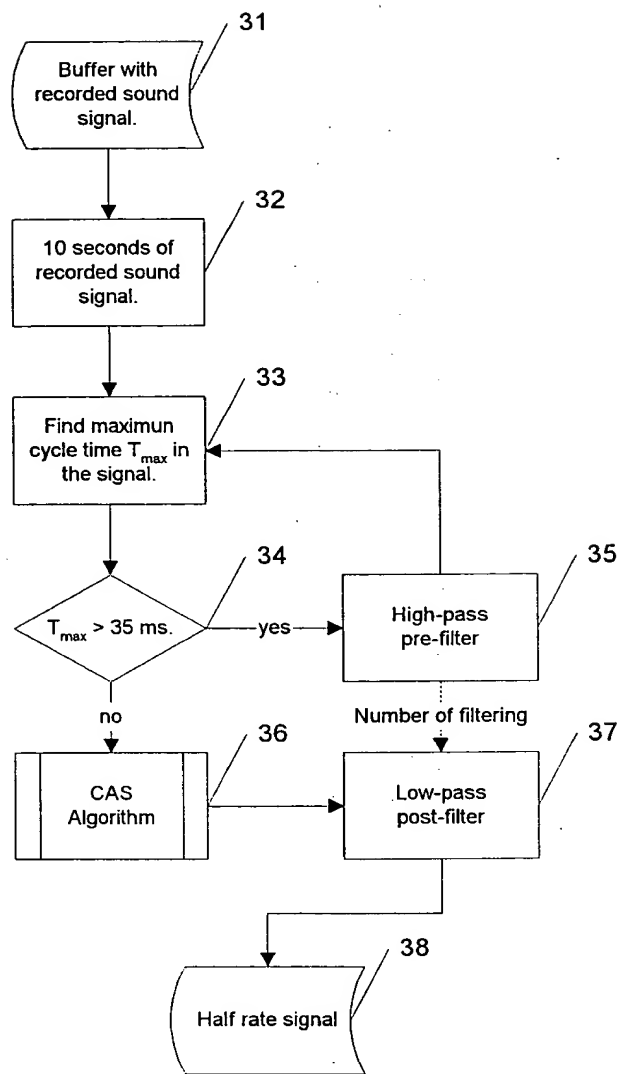 31
Buffer with
recorded sound
signal.
32
10 seconds of
recorded sound
signal.
33
Find maximun
cycle time Tmax in
the signal.
34
Tmax > 35 ms.
yes
35
High-pass
pre-filter
no
Number of filtering
36
CAS
Algorithm
37
Low-pass
post-filter
38
Half rate signal